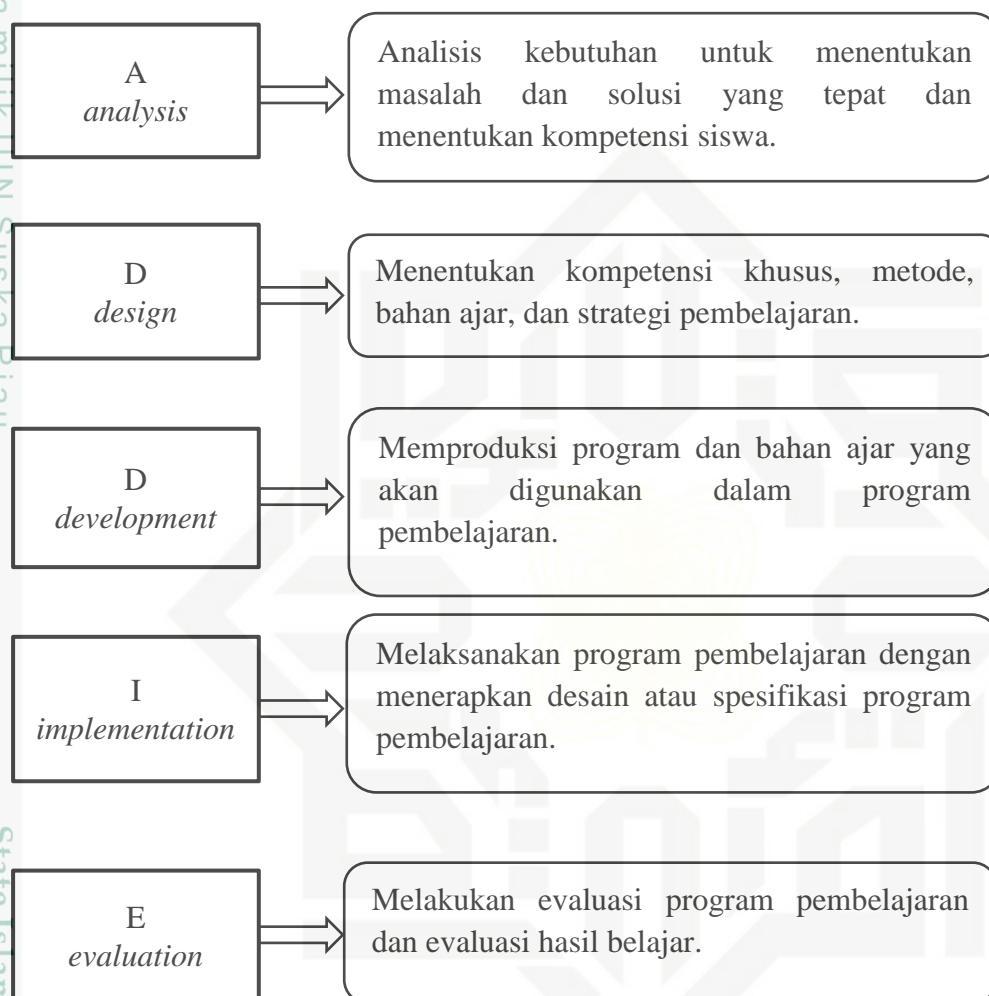 A
analysis
Analisis kebutuhan untuk menentukan
masalah dan solusi yang tepat dan
menentukan kompetensi siswa.
D
design
Menentukan kompetensi khusus, metode,
bahan ajar, dan strategi pembelajaran.
D
development
Memproduksi program dan bahan ajar yang
akan digunakan dalam program
pembelajaran.
I
implementation
Melaksanakan program pembelajaran dengan
menerapkan desain atau spesifikasi program
pembelajaran.
E
evaluation
Melakukan evaluasi program pembelajaran
dan evaluasi hasil belajar.